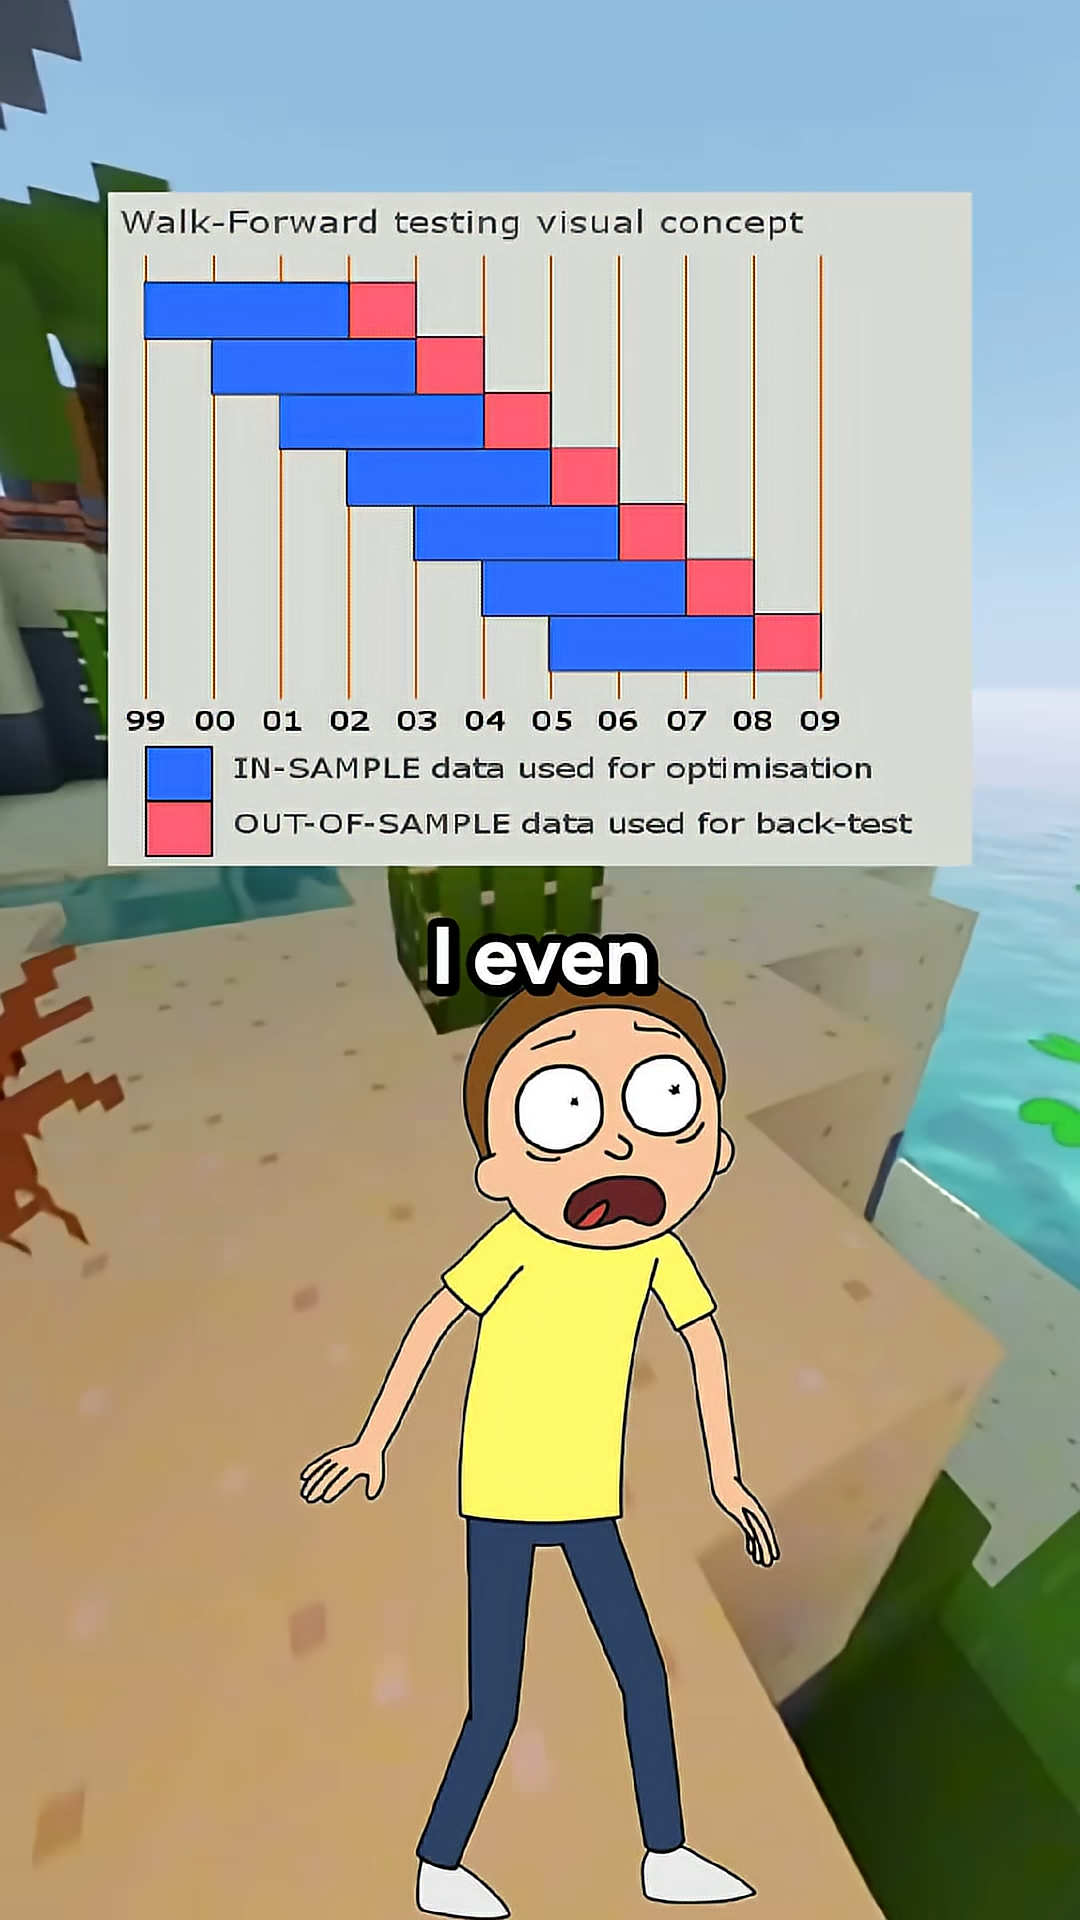 Walk-Forward testing visual concept
99 00 01 02 03 04 05 06 07 08 09
IN-SAMPLE data used for optimisation
OUT-OF-SAMPLE data used for back-test
I even